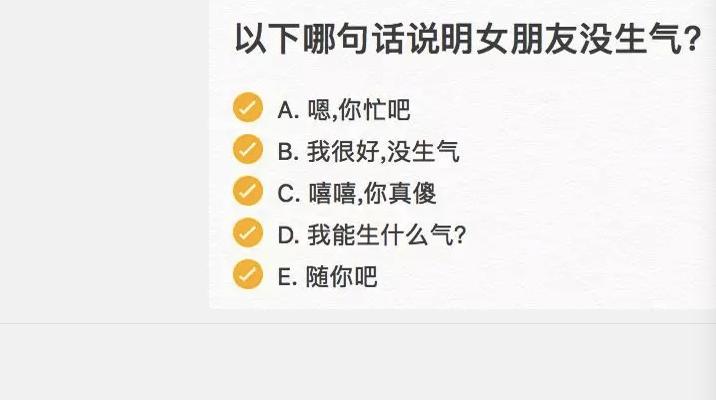 以下哪句话说明女朋友没生气?
A. 嗯,你忙吧
B. 我很好,没生气
C. 嘻嘻,你真傻
D. 我能生什么气?
E. 随你吧